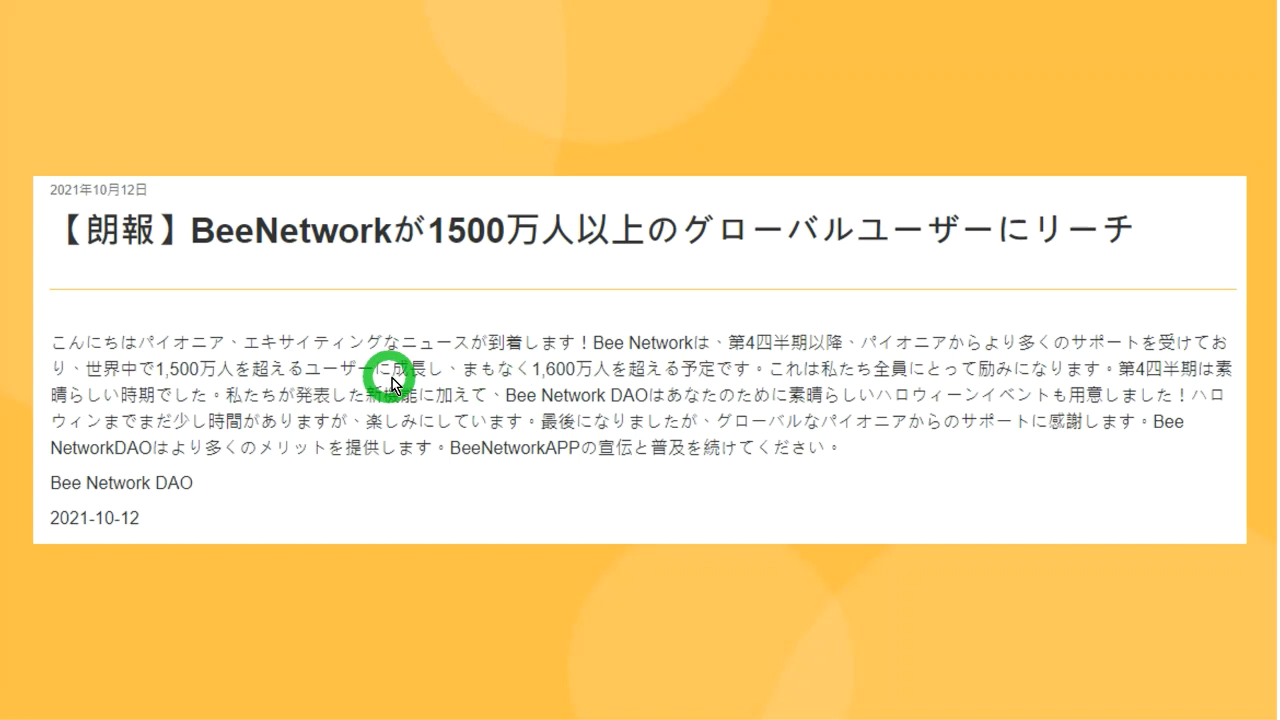 2021年10月12日
【朗報】BeeNetworkが1500万人以上のグローバルユーザーにリーチ
こんにちはパイオニア、エキサイティングなニュースが到着します！Bee Networkは、第4四半期以降、パイオニアからより多くのサポートを受けてお
り、世界中で1,500万人を超えるユーザーに成長し、まもなく1,600万人を超える予定です。これは私たち全員にとって励みになります。第4四半期は素
晴らしい時期でした。私たちが発表した新機能に加えて、Bee Network DAOはあなたのために素晴らしいハロウィーンイベントも用意しました！ハロ
ウィンまでまだ少し時間がありますが、楽しみにしています。最後になりましたが、グローバルなパイオニアからのサポートに感謝します。Bee
NetworkDAOはより多くのメリットを提供します。BeeNetworkAPPの宣伝と普及を続けてください。
Bee Network DAO
2021-10-12